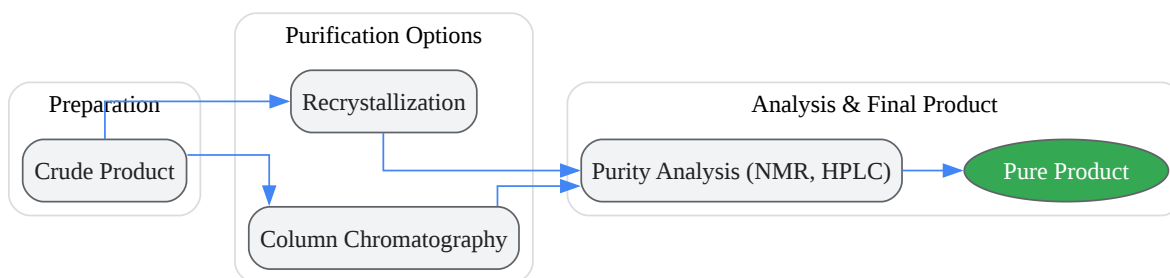 Preparation
Crude Product
Purification Options
Recrystallization
Column Chromatography
Analysis & Final Product
Purity Analysis (NMR, HPLC)
Pure Product